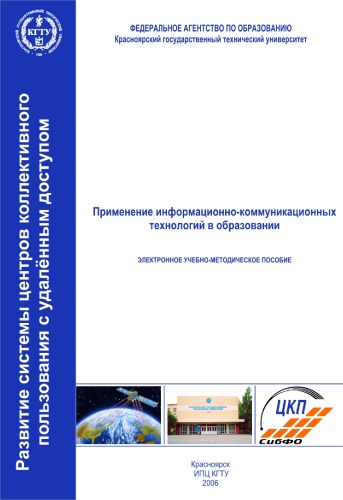 КГТУ
ФЕДЕРАЛЬНОЕ АГЕНТСТВО ПО ОБРАЗОВАНИЮ
Красноярский государственный технический университет
Развитие системы центров коллективного
пользования с удалённым доступом
Применение информационно-коммуникационных
технологий в образовании
ЭЛЕКТРОННОЕ УЧЕБНО-МЕТОДИЧЕСКОЕ ПОСОБИЕ
ЦКП
СибФО
Красноярск
ИПЦ КГТУ
2006